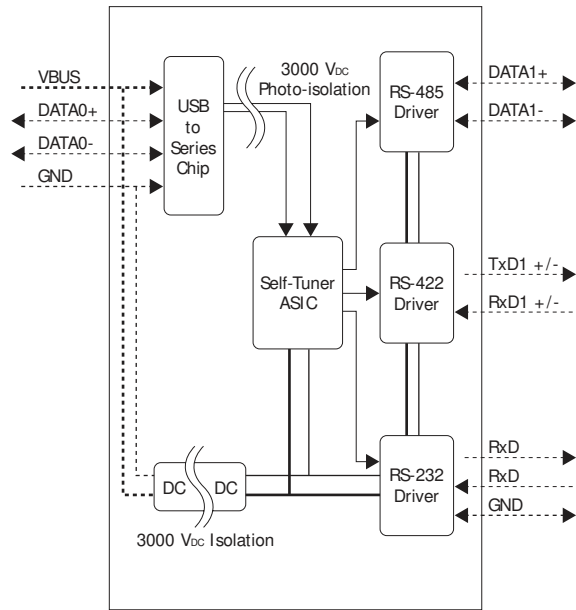 VBUS
DATA0+
DATA0-
GND
USB
to
Series
Chip
3000 VDC
Photo-isolation
RS-485
Driver
DATA1+
DATA1-
Self-Tuner
ASIC
RS-422
Driver
TxD1 +/-
RxD1 +/-
DC
DC
3000 VDC Isolation
RS-232
Driver
RxD
RxD
GND